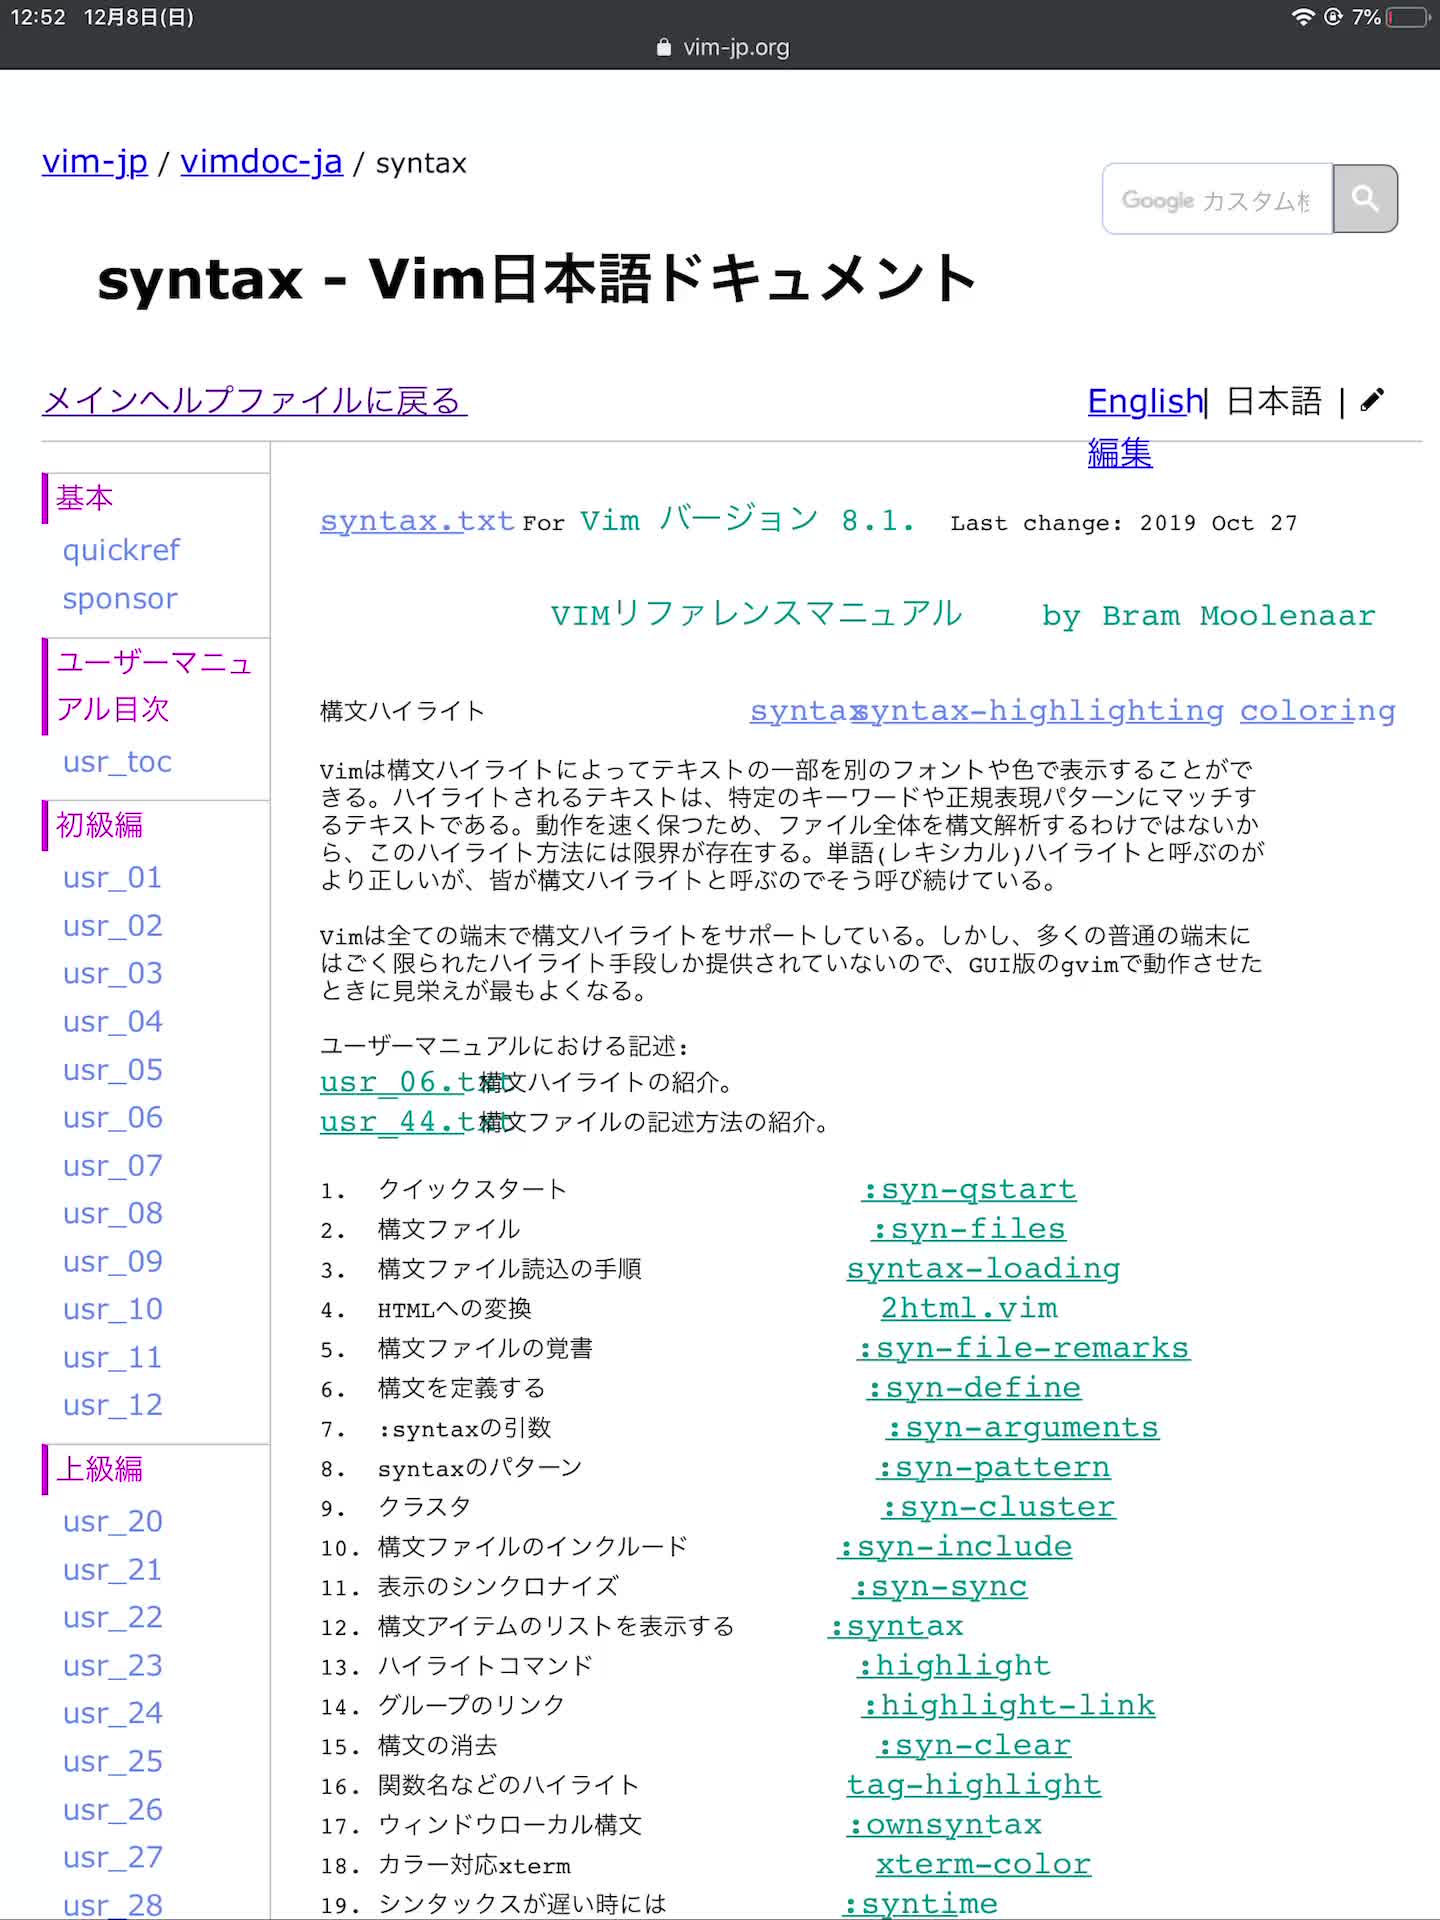 12:52 12月8日(日) 7%
vim-jp.org
vim-jp / vimdoc-ja / syntax
Google カスタム
syntax - Vim日本語ドキュメント
メインヘルプファイルに戻る
English| 日本語 |
編集
基本
quickref
sponsor
ユーザーマニュ
アル目次
usr_toc
初級編
usr_01
usr_02
usr_03
usr_04
usr_05
usr_06
usr_07
usr_08
usr_09
usr_10
usr_11
usr_12
上級編
usr_20
usr_21
usr_22
usr_23
usr_24
usr_25
usr_26
usr_27
usr_28
syntax.txt For Vim バージョン 8.1. Last change: 2019 Oct 27
VIMリファレンスマニュアル by Bram Moolenaar
構文ハイライト syntax syntax-highlighting coloring
Vimは構文ハイライトによってテキストの一部を別のフォントや色で表示することがで
きる。ハイライトされるテキストは、特定のキーワードや正規表現パターンにマッチす
るテキストである。動作を速く保つため、ファイル全体を構文解析するわけではないか
ら、このハイライト方法には限界が存在する。単語(レキシカル)ハイライトと呼ぶのが
より正しいが、皆が構文ハイライトと呼ぶのでそう呼び続けている。
Vimは全ての端末で構文ハイライトをサポートしている。しかし、多くの普通の端末に
はごく限られたハイライト手段しか提供されていないので、GUI版のgvimで動作させた
ときに見栄えが最もよくなる。
ユーザーマニュアルにおける記述:
usr_06.txt 構文ハイライトの紹介。
usr_44.txt 構文ファイルの記述方法の紹介。
1. クイックスタート :syn-qstart
2. 構文ファイル :syn-files
3. 構文ファイル読込の手順 syntax-loading
4. HTMLへの変換 2html.vim
5. 構文ファイルの覚書 :syn-file-remarks
6. 構文を定義する :syn-define
7. :syntaxの引数 :syn-arguments
8. syntaxのパターン :syn-pattern
9. クラスタ :syn-cluster
10. 構文ファイルのインクルード :syn-include
11. 表示のシンクロナイズ :syn-sync
12. 構文アイテムのリストを表示する :syntax
13. ハイライトコマンド :highlight
14. グループのリンク :highlight-link
15. 構文の消去 :syn-clear
16. 関数名などのハイライト tag-highlight
17. ウィンドウローカル構文 :ownsyntax
18. カラー対応xterm xterm-color
19. シンタックスが遅い時には :syntime